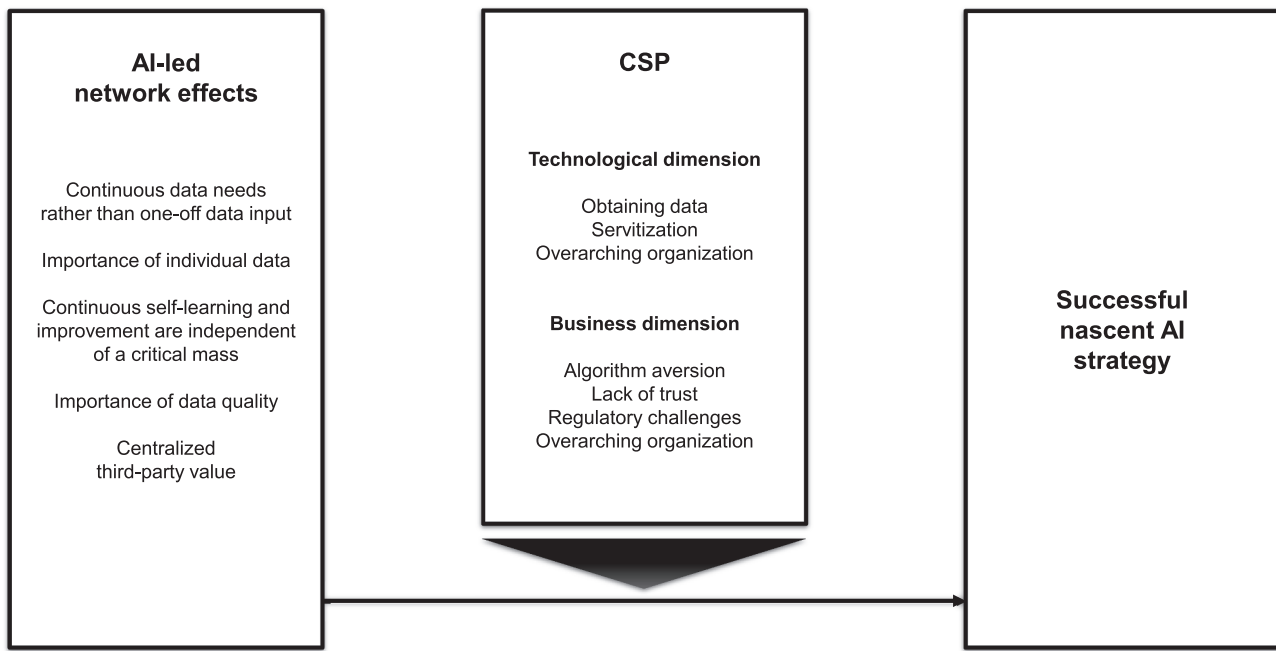 AI-led
network effects
Continuous data needs
rather than one-off data input
Importance of individual data
Continuous self-learning and
improvement are independent
of a critical mass
Importance of data quality
Centralized
third-party value
CSP
Technological dimension
Obtaining data
Servitization
Overarching organization
Business dimension
Algorithm aversion
Lack of trust
Regulatory challenges
Overarching organization
Successful
nascent AI
strategy